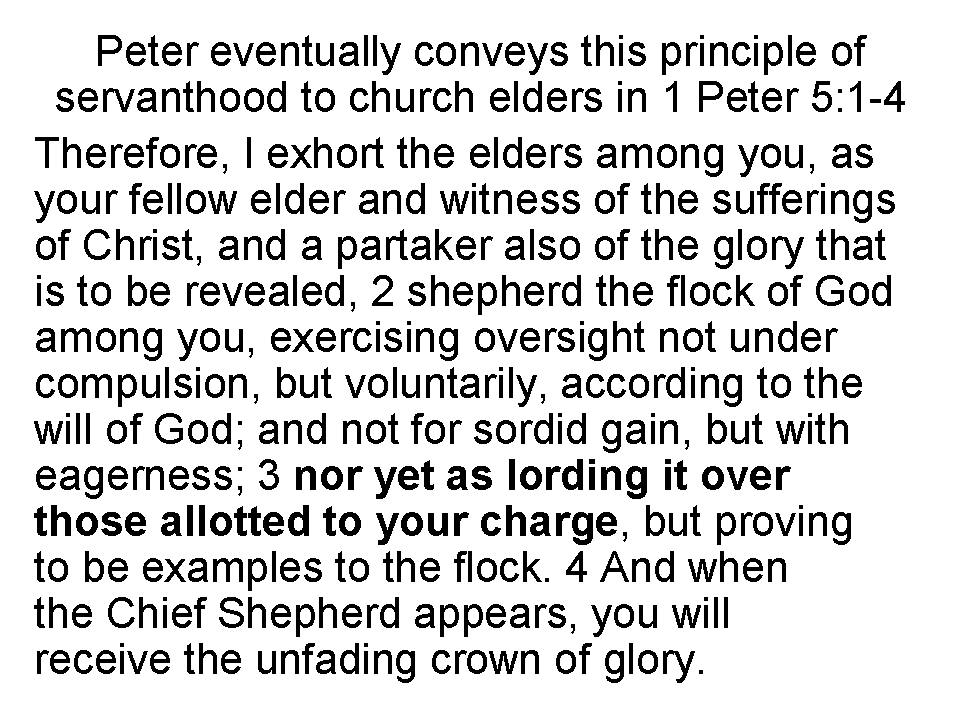 Peter eventually conveys this principle of
servanthood to church elders in 1 Peter 5:1-4
Therefore, I exhort the elders among you, as
your fellow elder and witness of the sufferings
of Christ, and a partaker also of the glory that
is to be revealed, 2 shepherd the flock of God
among you, exercising oversight not under
compulsion, but voluntarily, according to the
will of God; and not for sordid gain, but with
eagerness; 3 nor yet as lording it over
those allotted to your charge, but proving
to be examples to the flock. 4 And when
the Chief Shepherd appears, you will
receive the unfading crown of glory.